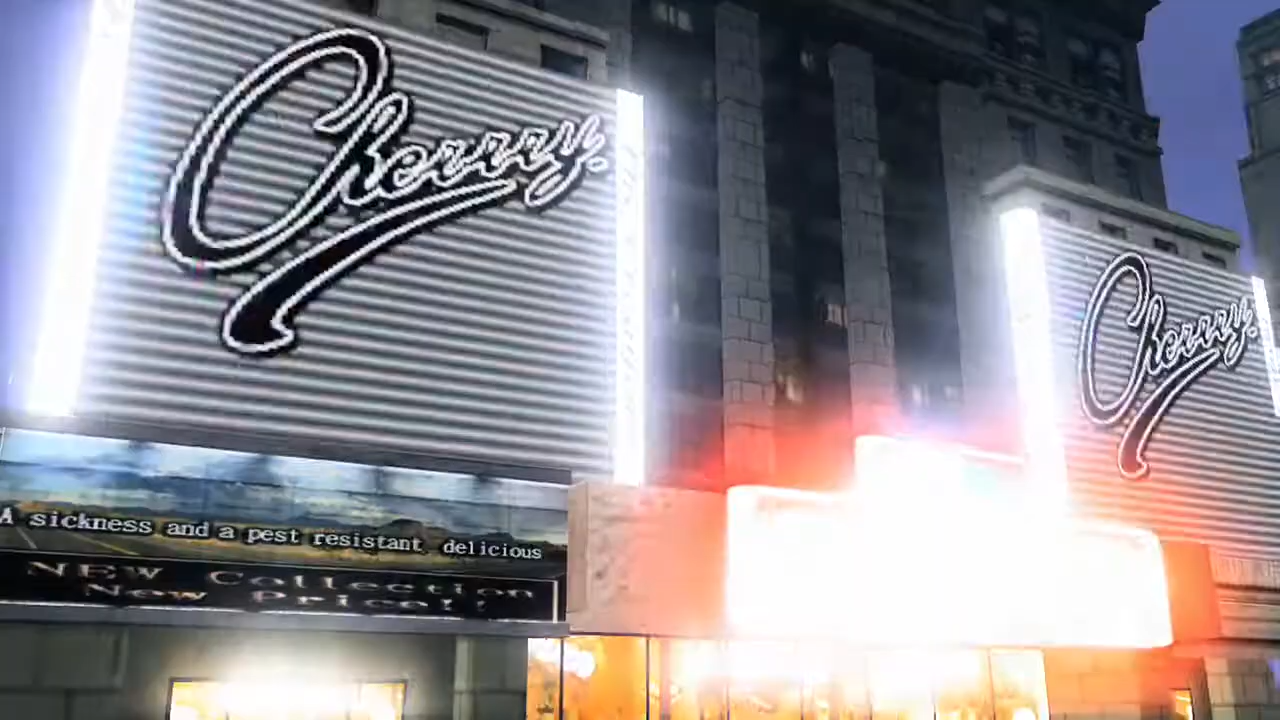 Cherry.
Cherry.
A sickness and a pest resistant, delicious
NEW Collection
New Price!!